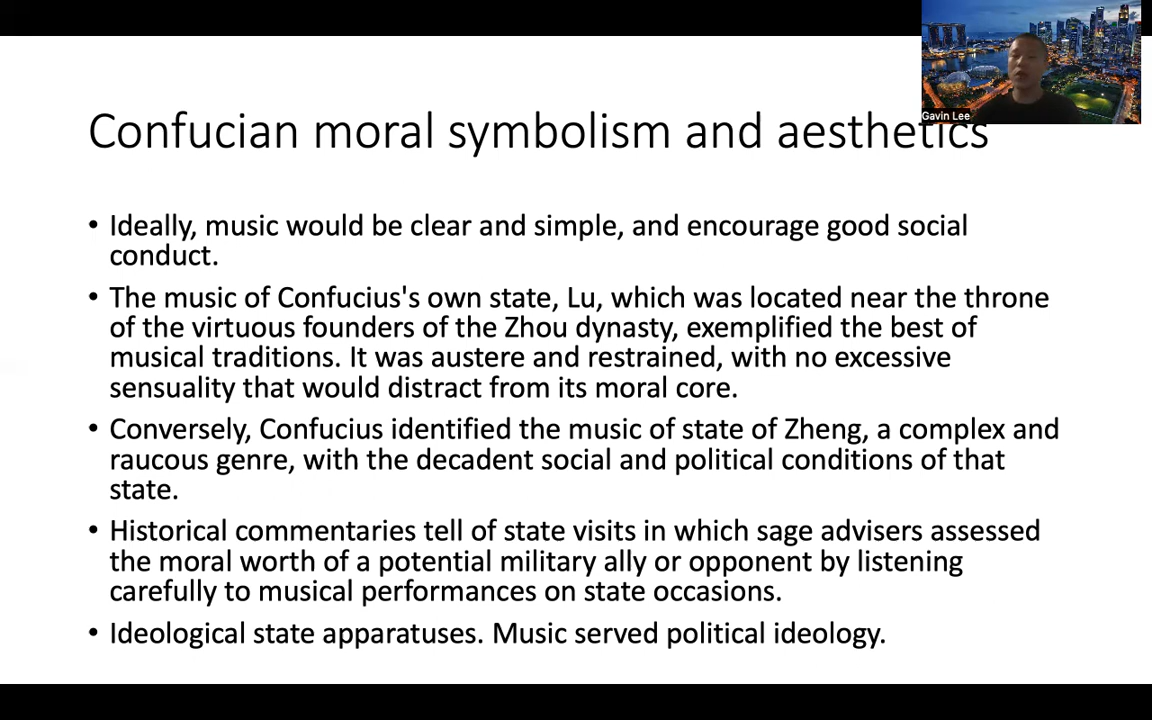 Gavin Lee
Confucian moral symbolism and aesthetics
• Ideally, music would be clear and simple, and encourage good social
conduct.
• The music of Confucius's own state, Lu, which was located near the throne
of the virtuous founders of the Zhou dynasty, exemplified the best of
musical traditions. It was austere and restrained, with no excessive
sensuality that would distract from its moral core.
• Conversely, Confucius identified the music of state of Zheng, a complex and
raucous genre, with the decadent social and political conditions of that
state.
• Historical commentaries tell of state visits in which sage advisers assessed
the moral worth of a potential military ally or opponent by listening
carefully to musical performances on state occasions.
• Ideological state apparatuses. Music served political ideology.